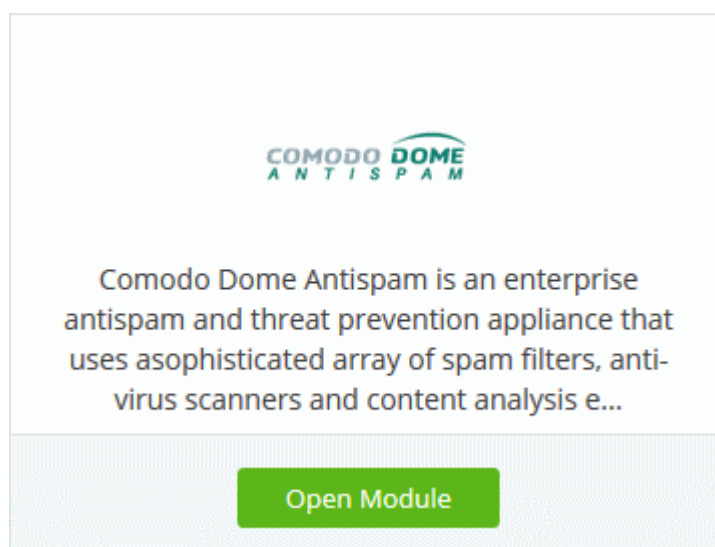 COMODO DOME
ANTISPAM
Comodo Dome Antispam is an enterprise
antispam and threat prevention appliance that
uses asophisticated array of spam filters, anti-
virus scanners and content analysis e...
Open Module